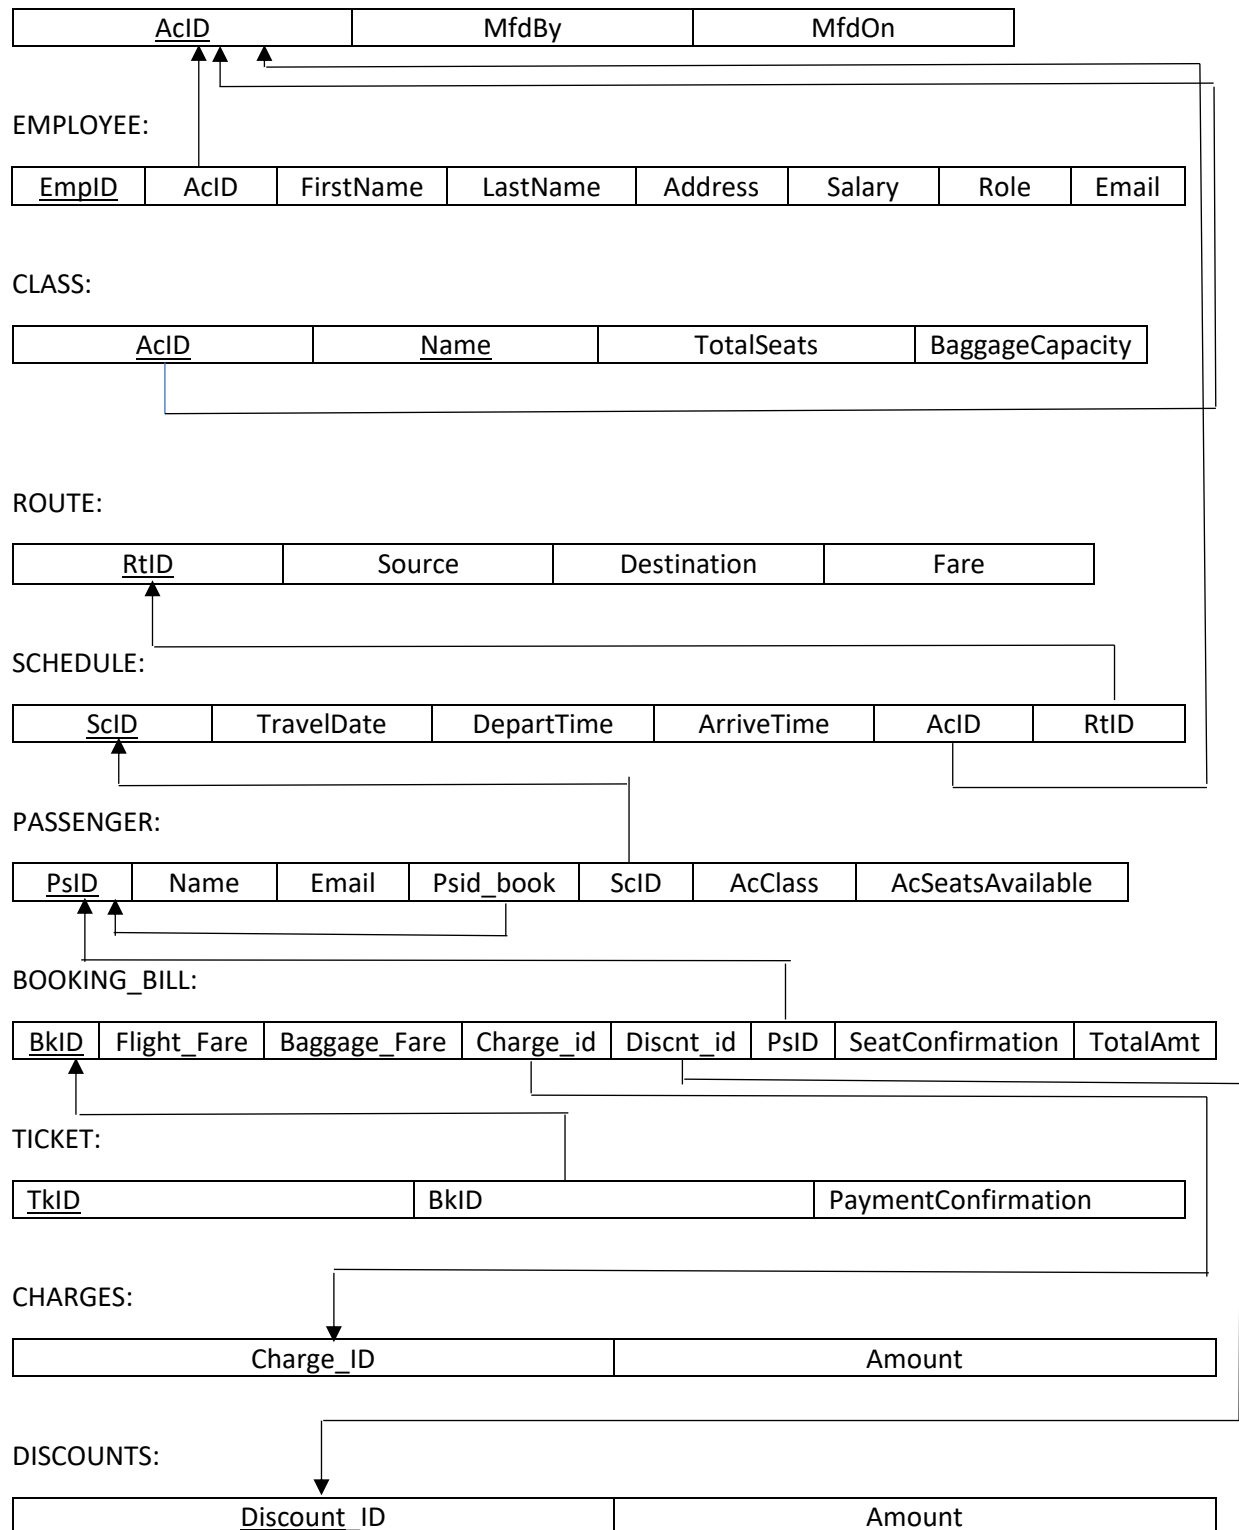 AcID MfdBy MfdOn
EMPLOYEE:
EmpID AcID FirstName LastName Address Salary Role Email
CLASS:
AcID Name TotalSeats BaggageCapacity
ROUTE:
RtID Source Destination Fare
SCHEDULE:
ScID TravelDate DepartTime ArriveTime AcID RtID
PASSENGER:
PsID Name Email Psid_book ScID AcClass AcSeatsAvailable
BOOKING_BILL:
BkID Flight_Fare Baggage_Fare Charge_id Discnt_id PsID SeatConfirmation TotalAmt
TICKET:
TkID BkID PaymentConfirmation
CHARGES:
Charge_ID Amount
DISCOUNTS:
Discount_ID Amount